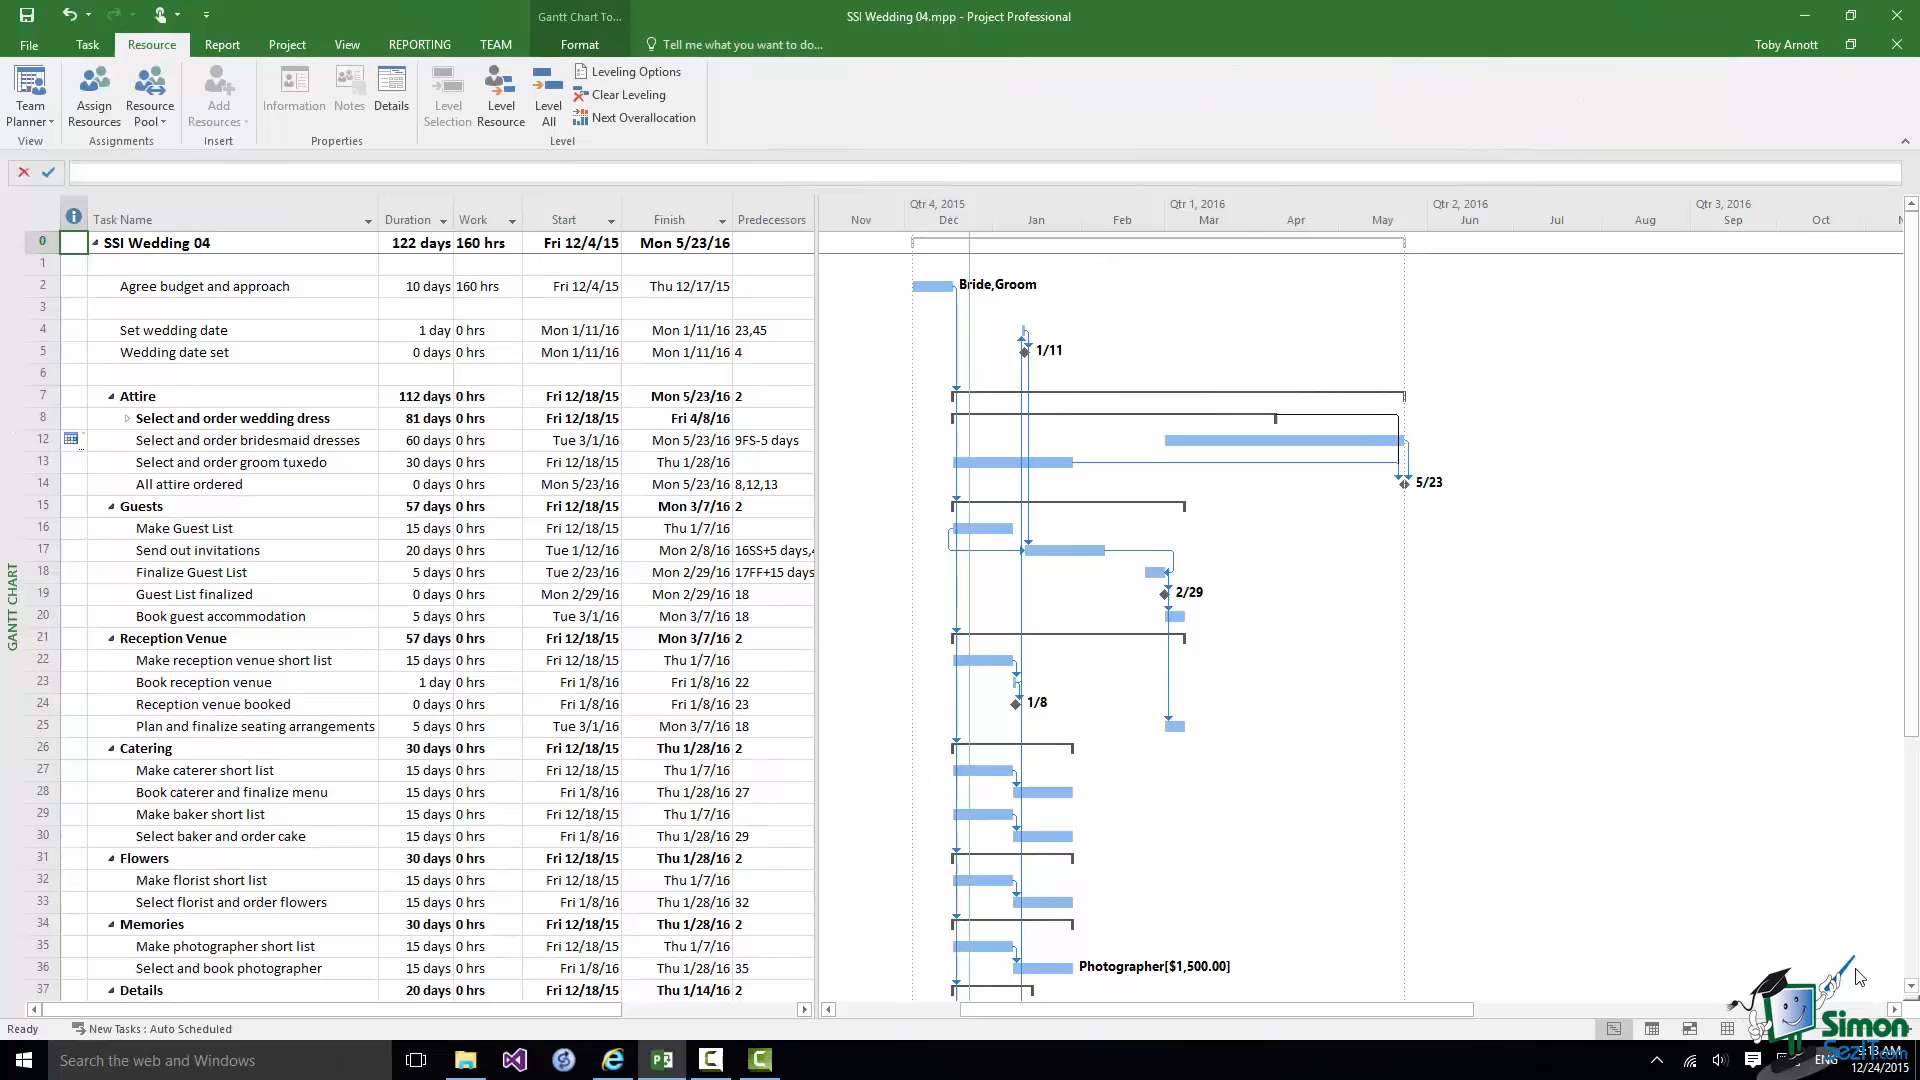 Gantt Chart To...
SSI Wedding 04.mpp - Project Professional
File
Task
Resource
Report
Project
View
REPORTING
TEAM
Format
Tell me what you want to do...
Toby Arnott
Team Planner
Assign Resources
Resource Pool
Add Resources
Information
Notes
Details
Level Selection
Level Resource
Level All
Leveling Options
Clear Leveling
Next Overallocation
View
Assignments
Insert
Properties
Level
Task Name Duration Work Start Finish Predecessors
Qtr 4, 2015 Qtr 1, 2016 Qtr 2, 2016 Qtr 3, 2016
Nov Dec Jan Feb Mar Apr May Jun Jul Aug Sep Oct
0 SSI Wedding 04 122 days 160 hrs Fri 12/4/15 Mon 5/23/16
1
2 Agree budget and approach 10 days 160 hrs Fri 12/4/15 Thu 12/17/15 Bride,Groom
3
4 Set wedding date 1 day 0 hrs Mon 1/11/16 Mon 1/11/16 23,45
5 Wedding date set 0 days 0 hrs Mon 1/11/16 Mon 1/11/16 4 1/11
6
7 Attire 112 days 0 hrs Fri 12/18/15 Mon 5/23/16 2
8 Select and order wedding dress 81 days 0 hrs Fri 12/18/15 Fri 4/8/16
12 Select and order bridesmaid dresses 60 days 0 hrs Tue 3/1/16 Mon 5/23/16 9FS-5 days
13 Select and order groom tuxedo 30 days 0 hrs Fri 12/18/15 Thu 1/28/16
14 All attire ordered 0 days 0 hrs Mon 5/23/16 Mon 5/23/16 8,12,13 5/23
15 Guests 57 days 0 hrs Fri 12/18/15 Mon 3/7/16 2
16 Make Guest List 15 days 0 hrs Fri 12/18/15 Thu 1/7/16
17 Send out invitations 20 days 0 hrs Tue 1/12/16 Mon 2/8/16 16SS+5 days,
18 Finalize Guest List 5 days 0 hrs Tue 2/23/16 Mon 2/29/16 17FF+15 days
19 Guest List finalized 0 days 0 hrs Mon 2/29/16 Mon 2/29/16 18 2/29
20 Book guest accommodation 5 days 0 hrs Tue 3/1/16 Mon 3/7/16 18
21 Reception Venue 57 days 0 hrs Fri 12/18/15 Mon 3/7/16 2
22 Make reception venue short list 15 days 0 hrs Fri 12/18/15 Thu 1/7/16
23 Book reception venue 1 day 0 hrs Fri 1/8/16 Fri 1/8/16 22
24 Reception venue booked 0 days 0 hrs Fri 1/8/16 Fri 1/8/16 23 1/8
25 Plan and finalize seating arrangements 5 days 0 hrs Tue 3/1/16 Mon 3/7/16 18
26 Catering 30 days 0 hrs Fri 12/18/15 Thu 1/28/16 2
27 Make caterer short list 15 days 0 hrs Fri 12/18/15 Thu 1/7/16
28 Book caterer and finalize menu 15 days 0 hrs Fri 1/8/16 Thu 1/28/16 27
29 Make baker short list 15 days 0 hrs Fri 12/18/15 Thu 1/7/16
30 Select baker and order cake 15 days 0 hrs Fri 1/8/16 Thu 1/28/16 29
31 Flowers 30 days 0 hrs Fri 12/18/15 Thu 1/28/16 2
32 Make florist short list 15 days 0 hrs Fri 12/18/15 Thu 1/7/16
33 Select florist and order flowers 15 days 0 hrs Fri 1/8/16 Thu 1/28/16 32
34 Memories 30 days 0 hrs Fri 12/18/15 Thu 1/28/16 2
35 Make photographer short list 15 days 0 hrs Fri 12/18/15 Thu 1/7/16
36 Select and book photographer 15 days 0 hrs Fri 1/8/16 Thu 1/28/16 35 Photographer[$1,500.00]
37 Details 20 days 0 hrs Fri 12/18/15 Thu 1/14/16 2
GANTT CHART
Ready
New Tasks : Auto Scheduled
Simon
SezIT.com
Search the web and Windows
ENG
12/24/2015